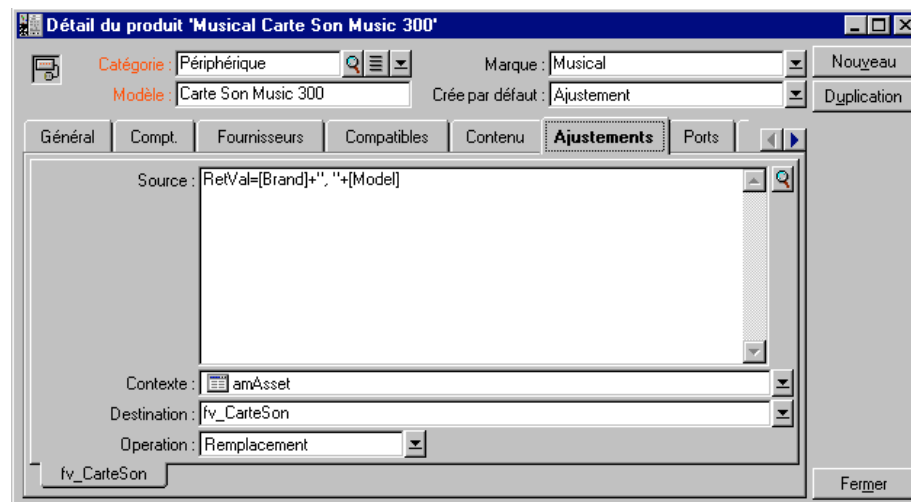 Détail du produit 'Musical Carte Son Music 300'
Catégorie : Périphérique Marque : Musical Nouveau
Modèle : Carte Son Music 300 Crée par défaut : Ajustement Duplication
Général Compt. Fournisseurs Compatibles Contenu Ajustements Ports
Source : RetVal=[Brand]+", "+[Model]
Contexte : amAsset
Destination : fv_CarteSon
Operation : Remplacement
fv_CarteSon
Fermer